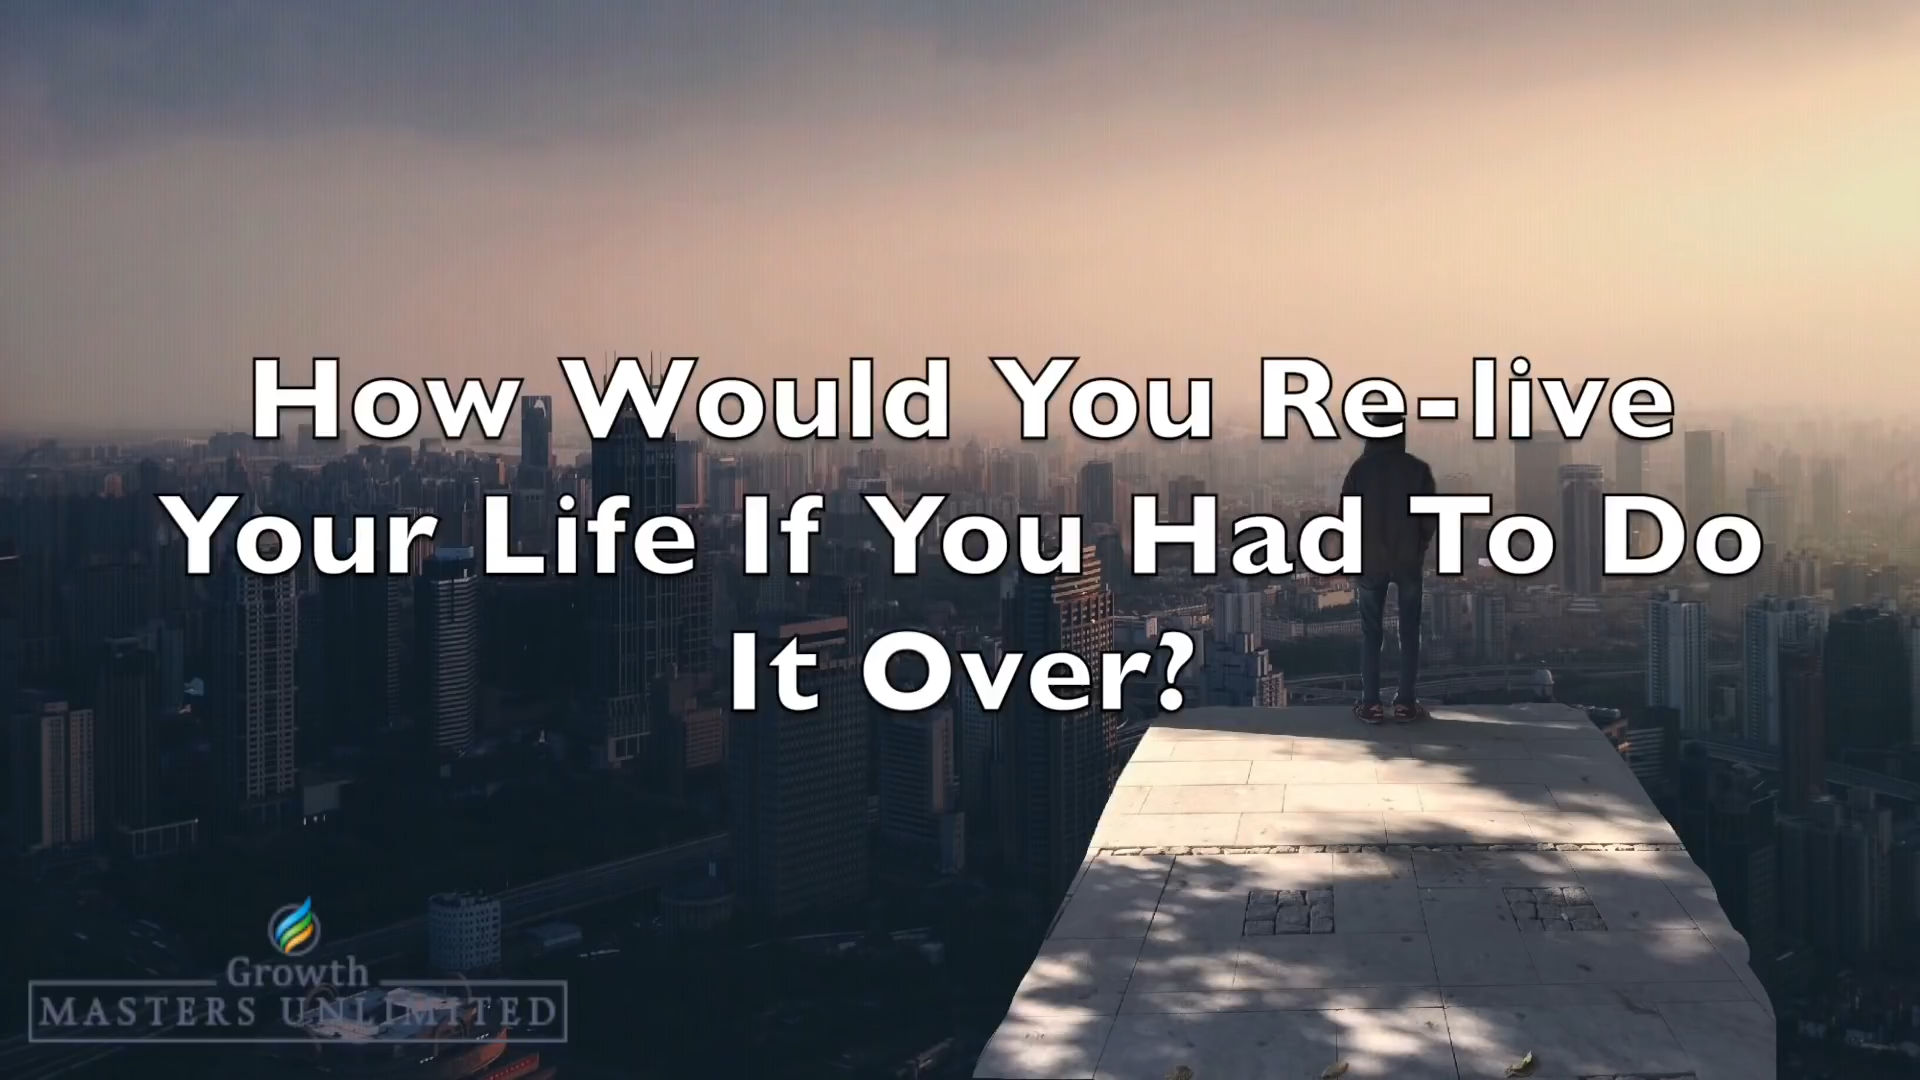 How Would You Re-live
Your Life If You Had To Do
It Over?
Growth
MASTERS UNLIMITED